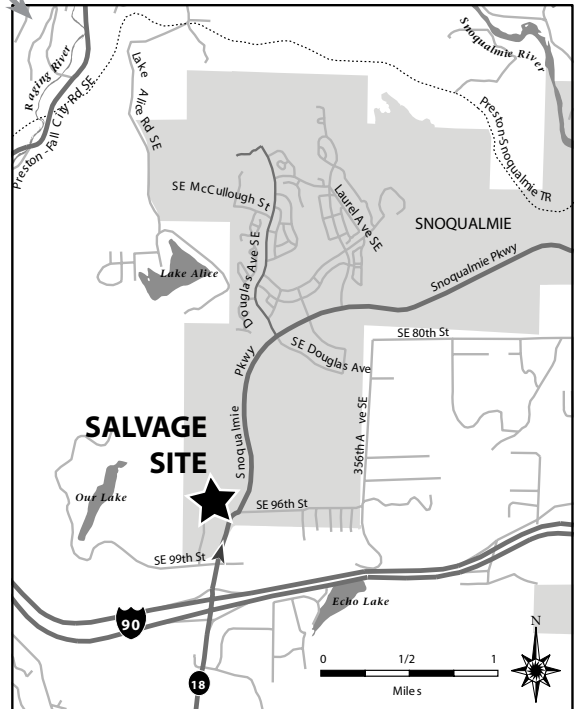 Raging River
Preston-Fall City Rd SE
Lake Alice Rd SE
Snoqualmie River
Preston-Snoqualmie TR
SE McCullough St
Laurel Ave SE
SNOQUALMIE
Lake Alice
Douglas Ave SE
Snoqualmie Pkwy
SE 80th St
SE Douglas Ave
Snoqualmie Pkwy
356th Ave SE
SALVAGE
SITE
Our Lake
SE 96th St
SE 99th St
Echo Lake
90
18
N
0 1/2 1
Miles